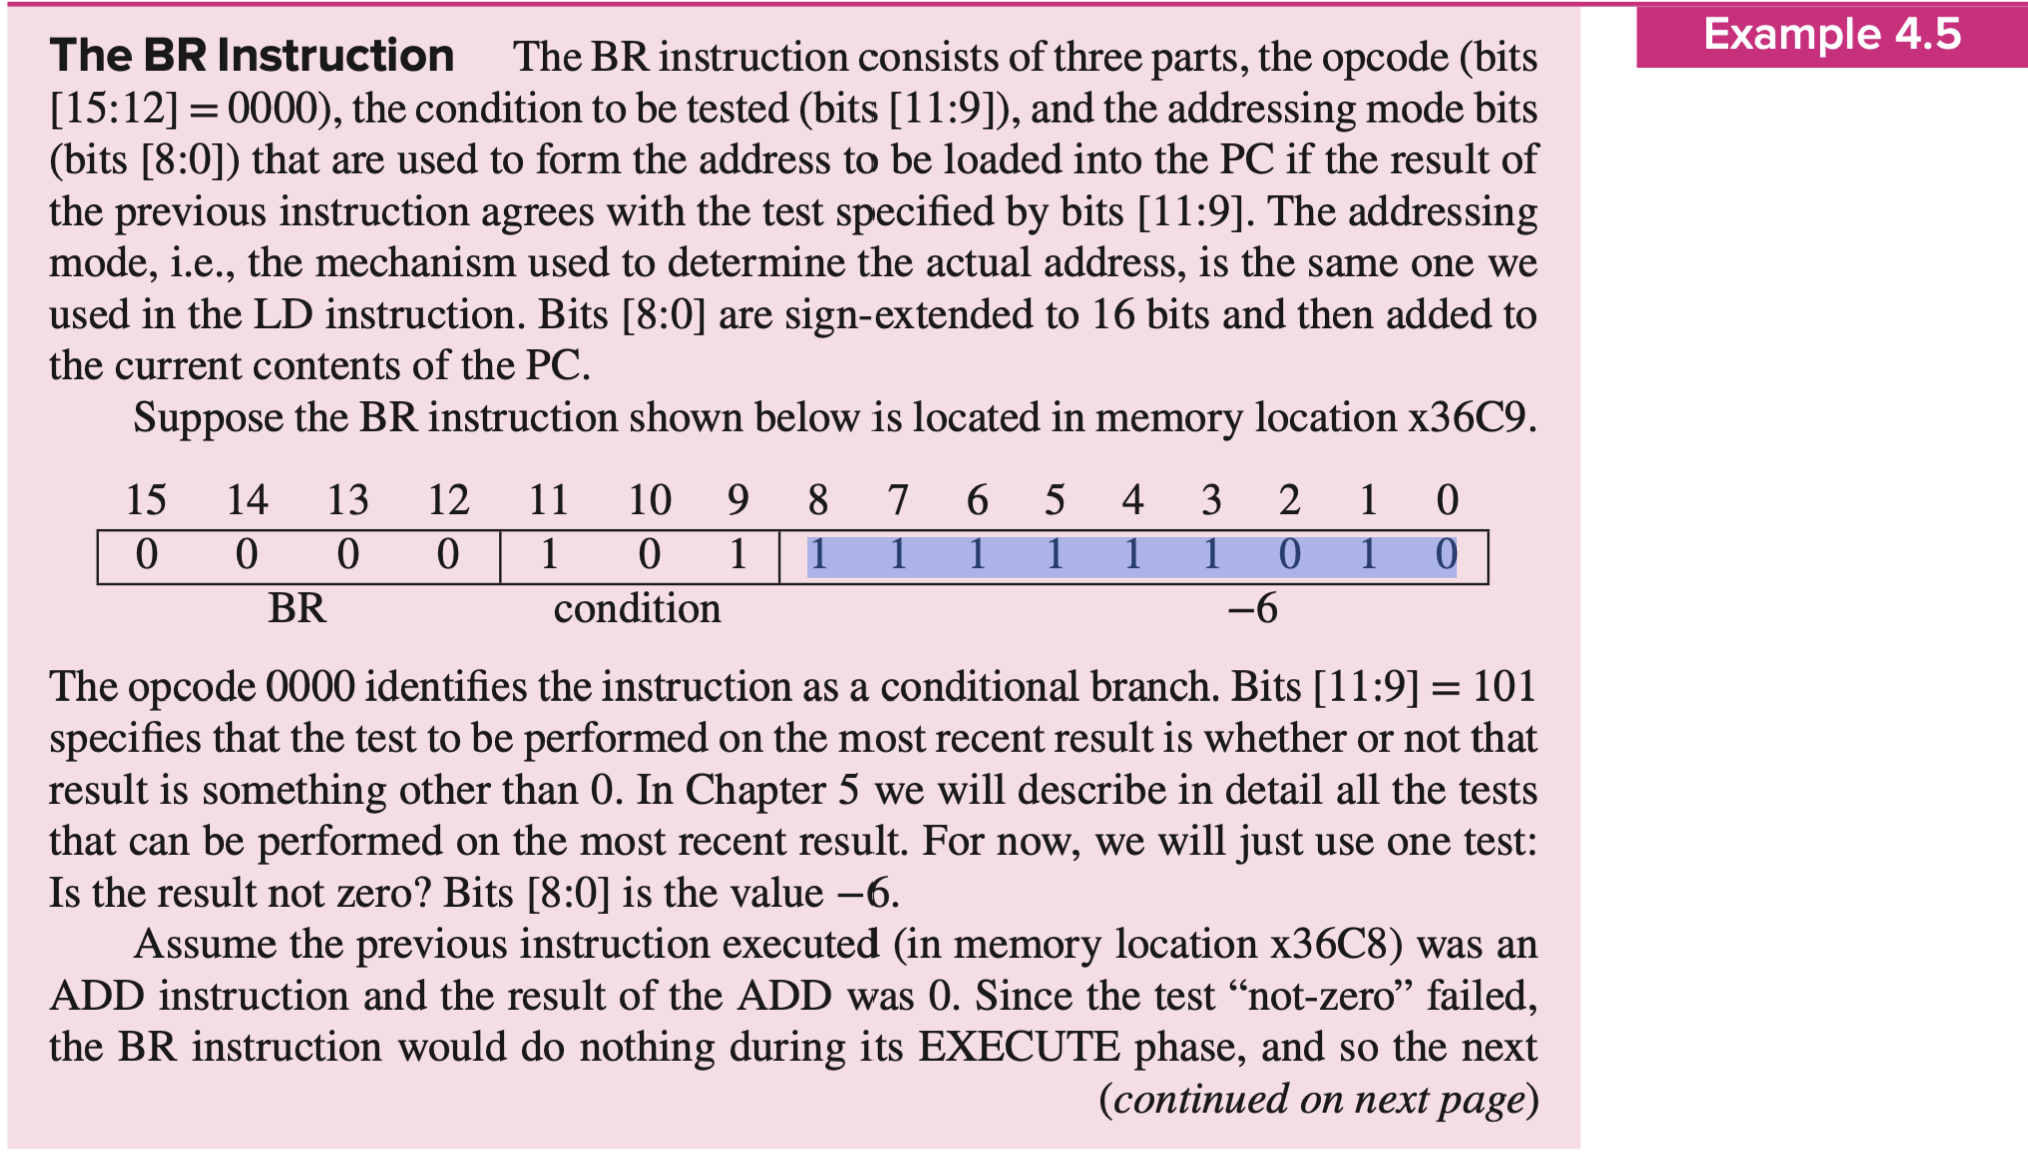 Example 4.5
The BR Instruction The BR instruction consists of three parts, the opcode (bits
[15:12] = 0000), the condition to be tested (bits [11:9]), and the addressing mode bits
(bits [8:0]) that are used to form the address to be loaded into the PC if the result of
the previous instruction agrees with the test specified by bits [11:9]. The addressing
mode, i.e., the mechanism used to determine the actual address, is the same one we
used in the LD instruction. Bits [8:0] are sign-extended to 16 bits and then added to
the current contents of the PC.
Suppose the BR instruction shown below is located in memory location x36C9.
15 14 13 12 11 10 9 8 7 6 5 4 3 2 1 0
0 0 0 0 1 0 1 1 1 1 1 1 1 0 1 0
BR condition −6
The opcode 0000 identifies the instruction as a conditional branch. Bits [11:9] = 101
specifies that the test to be performed on the most recent result is whether or not that
result is something other than 0. In Chapter 5 we will describe in detail all the tests
that can be performed on the most recent result. For now, we will just use one test:
Is the result not zero? Bits [8:0] is the value −6.
Assume the previous instruction executed (in memory location x36C8) was an
ADD instruction and the result of the ADD was 0. Since the test “not-zero” failed,
the BR instruction would do nothing during its EXECUTE phase, and so the next
(continued on next page)